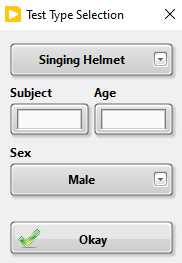 Test Type Selection
Singing Helmet
Subject Age
Sex
Male
Okay